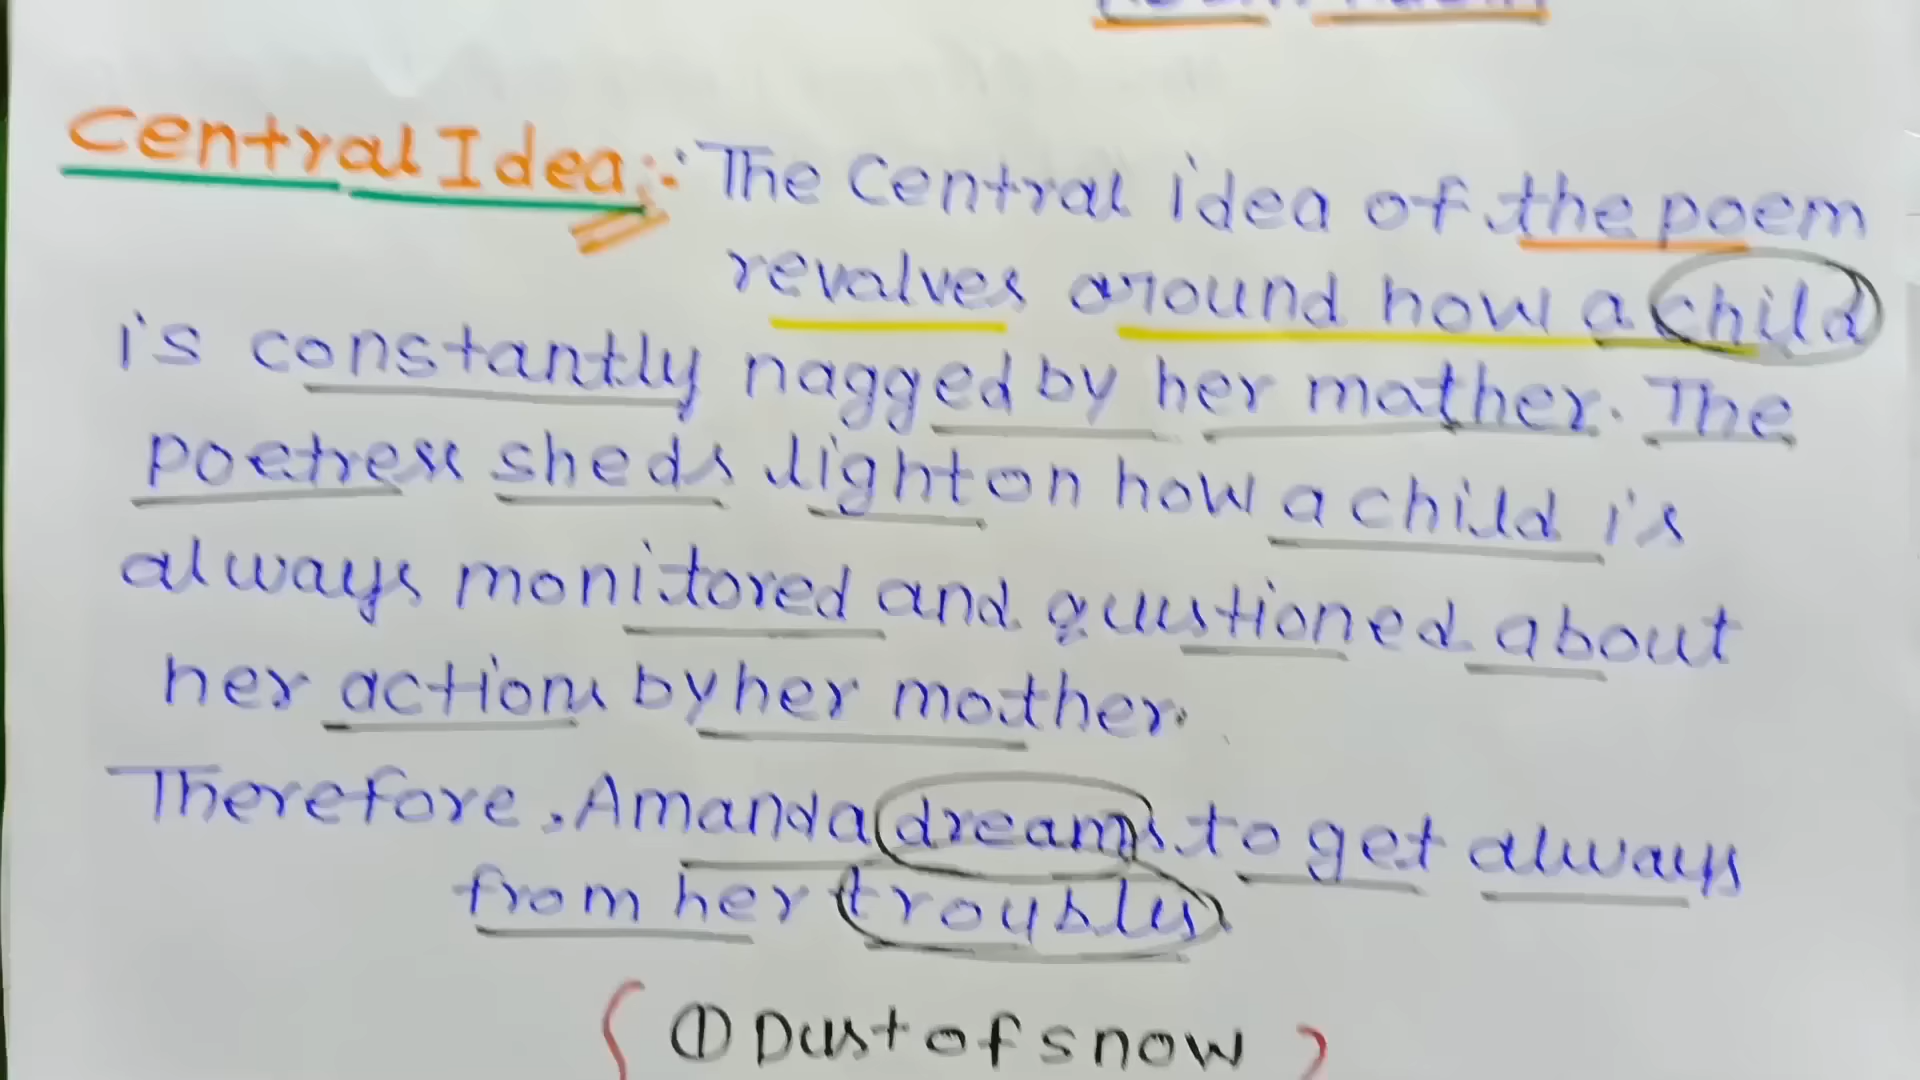 Central Idea :- The Central idea of the poem
revalves around how a child
is constantly nagged by her mother. The
poetress sheds light on how a child is
always monitored and questioned about
her actions by her mother.
Therefore, Amanda dreams to get always
from her troubles.
{ ① Dust of snow }